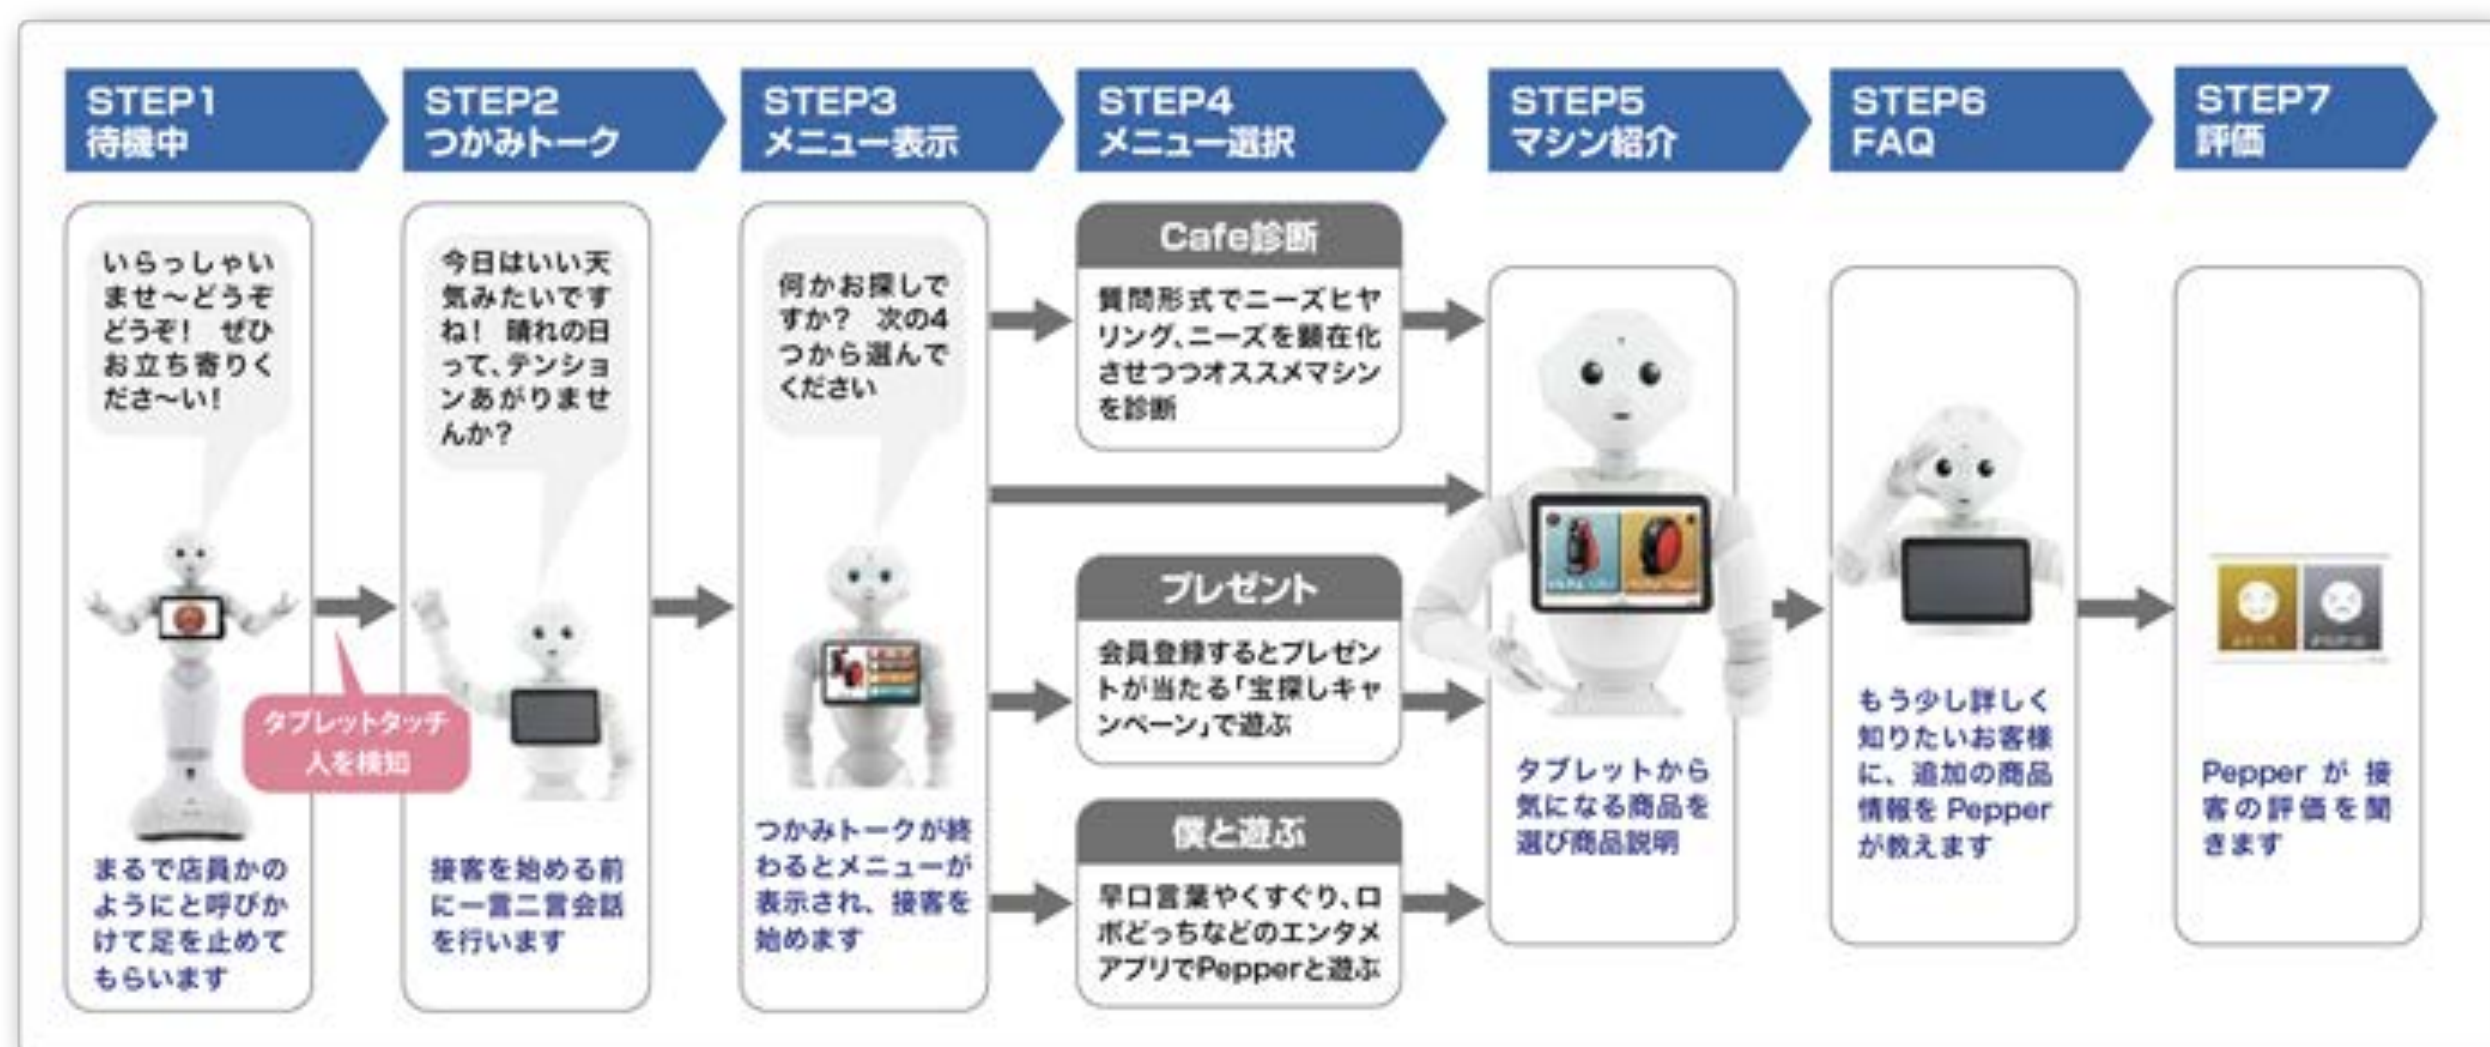 STEP1
待機中
STEP2
つかみトーク
STEP3
メニュー表示
STEP4
メニュー選択
STEP5
マシン紹介
STEP6
FAQ
STEP7
評価
いらっしゃい
ませ〜どうぞ
どうぞ! ぜひ
お立ち寄りく
ださ〜い!
タブレットタッチ
人を検知
まるで店員かの
ようにと呼びか
けて足を止めて
もらいます
今日はいい天
気みたいです
ね! 晴れの日
って、テンショ
ンあがりませ
んか?
接客を始める前
に一言二言会話
を行います
何かお探しで
すか? 次の4
つから選んで
ください
つかみトークが終
わるとメニューが
表示され、接客を
始めます
Cafe診断
質問形式でニーズヒヤ
リング、ニーズを顕在化
させつつオススメマシン
を診断
プレゼント
会員登録するとプレゼン
トが当たる「宝探しキャ
ンペーン」で遊ぶ
僕と遊ぶ
早口言葉やくすぐり、ロ
ボどっちなどのエンタメ
アプリでPepperと遊ぶ
タブレットから
気になる商品を
選び商品説明
もう少し詳しく
知りたいお客様
に、追加の商品
情報を Pepper
が教えます
Pepper が 接
客の評価を聞
きます